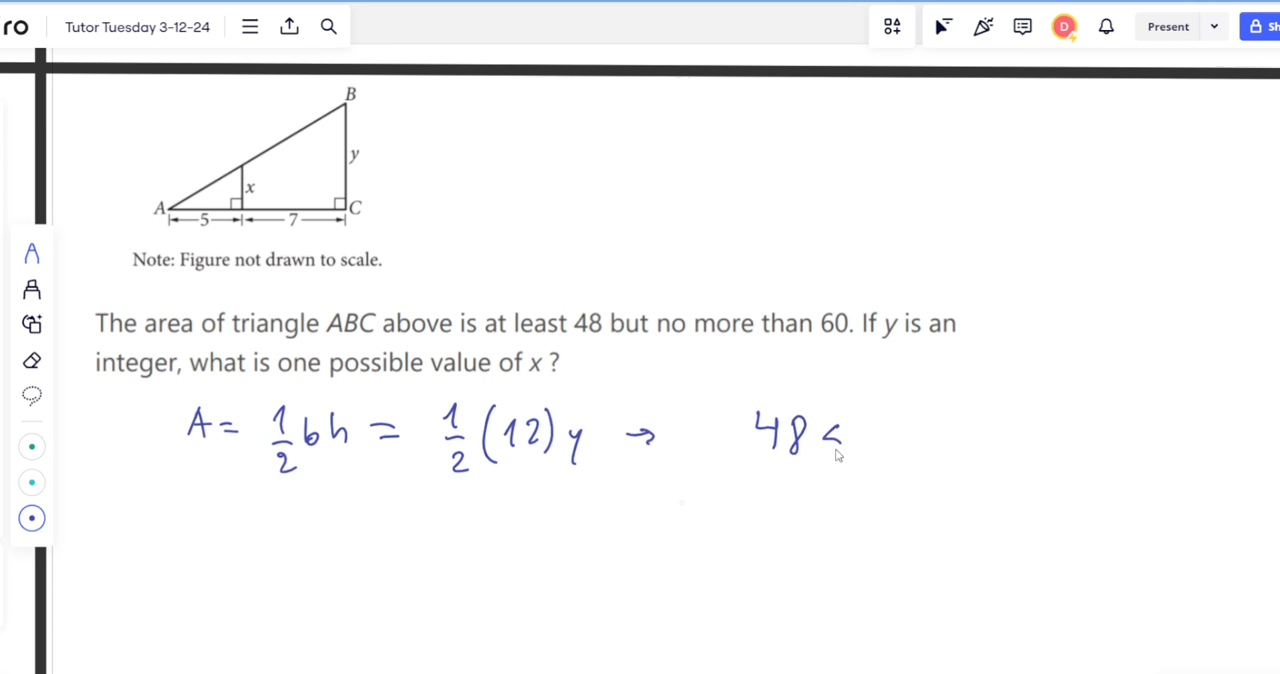 ro
Tutor Tuesday 3-12-24
D
Present
Sh
B
y
x
A
C
5
7
Note: Figure not drawn to scale.
The area of triangle ABC above is at least 48 but no more than 60. If y is an
integer, what is one possible value of x ?
A = 1/2 bh = 1/2 (12) y → 48 <